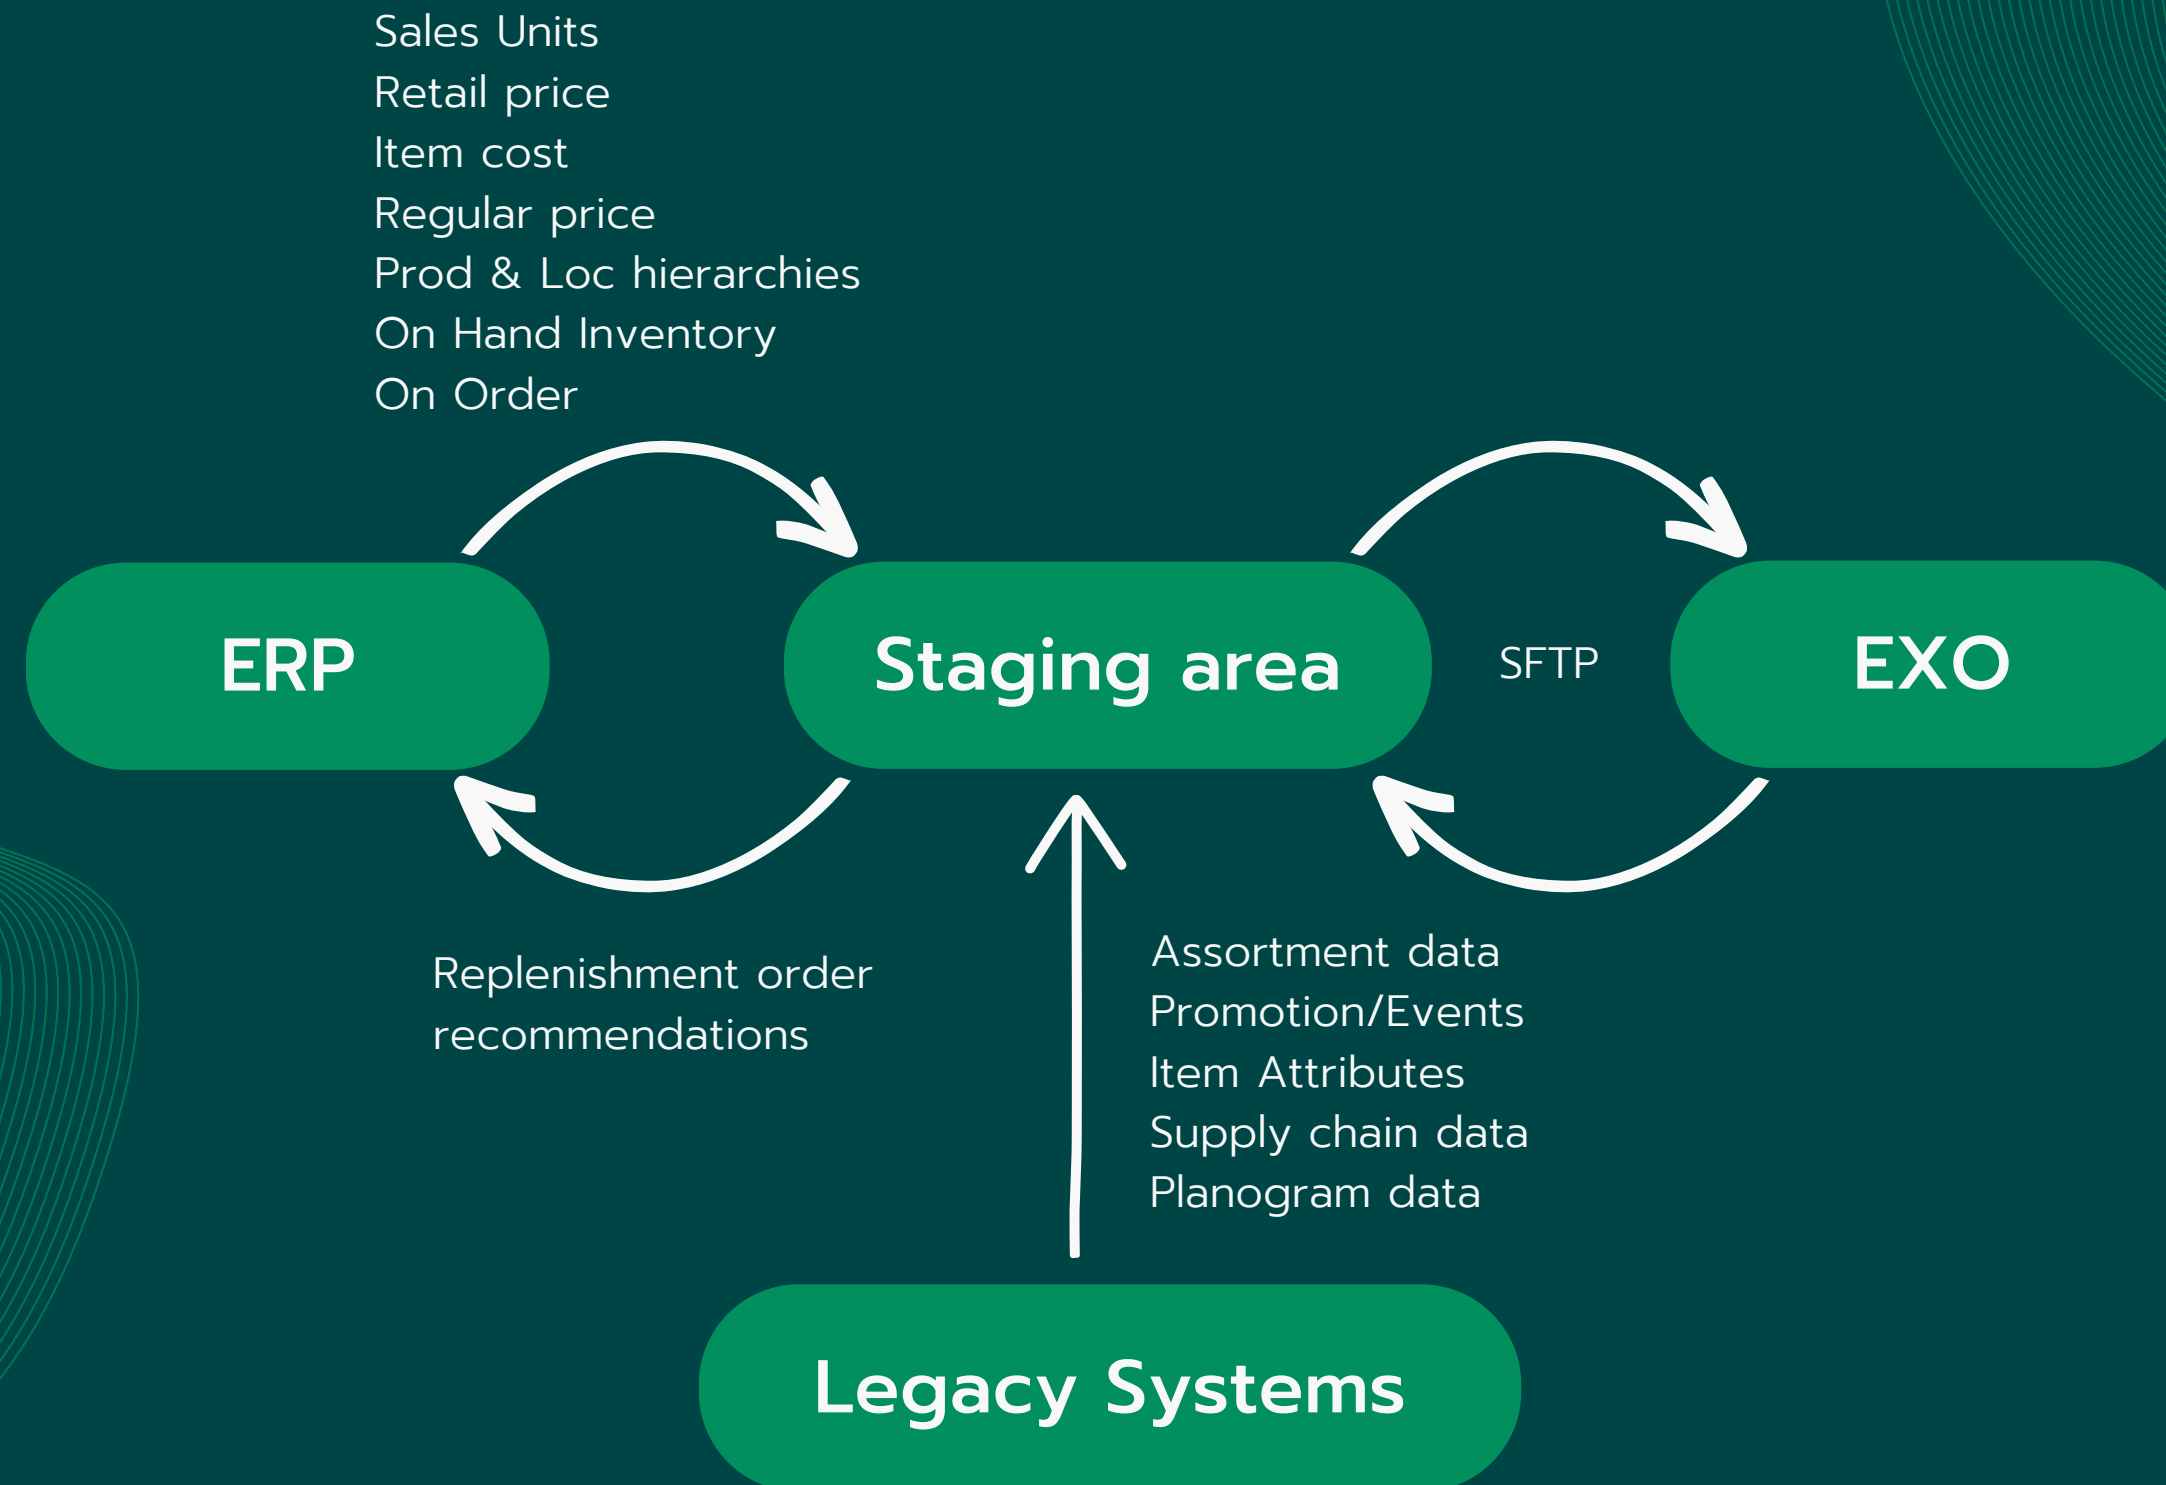 Sales Units
Retail price
Item cost
Regular price
Prod & Loc hierarchies
On Hand Inventory
On Order
ERP
Staging area
SFTP
EXO
Replenishment order
recommendations
Assortment data
Promotion/Events
Item Attributes
Supply chain data
Planogram data
Legacy Systems